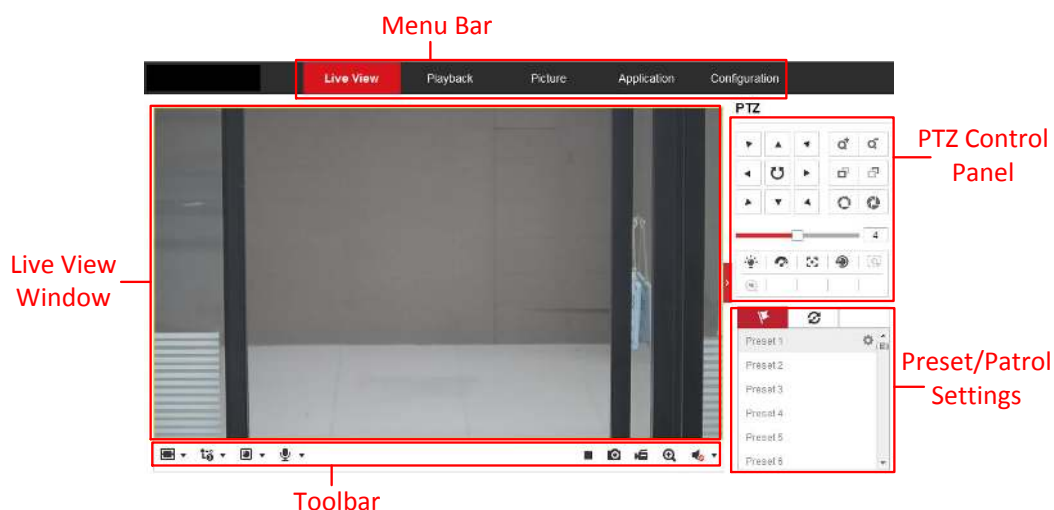 Menu Bar
Live View
Playback
Picture
Application
Configuration
PTZ
PTZ Control
Panel
4
Live View
Window
Preset 1
Preset 2
Preset 3
Preset 4
Preset 5
Preset 6
Preset/Patrol
Settings
Toolbar